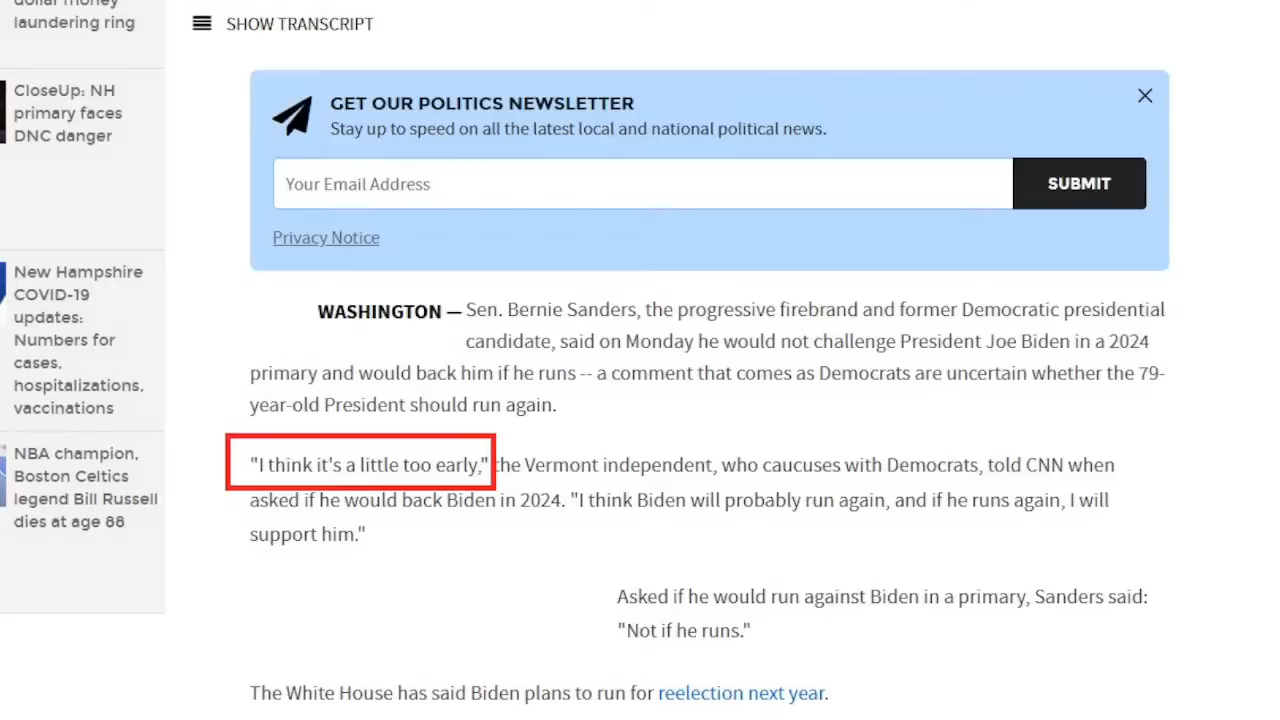 dollar money
laundering ring
CloseUp: NH
primary faces
DNC danger
New Hampshire
COVID-19
updates:
Numbers for
cases,
hospitalizations,
vaccinations
NBA champion,
Boston Celtics
legend Bill Russell
dies at age 88
SHOW TRANSCRIPT
GET OUR POLITICS NEWSLETTER
Stay up to speed on all the latest local and national political news.
Your Email Address
SUBMIT
Privacy Notice
WASHINGTON — Sen. Bernie Sanders, the progressive firebrand and former Democratic presidential
candidate, said on Monday he would not challenge President Joe Biden in a 2024
primary and would back him if he runs -- a comment that comes as Democrats are uncertain whether the 79-
year-old President should run again.
"I think it's a little too early," the Vermont independent, who caucuses with Democrats, told CNN when
asked if he would back Biden in 2024. "I think Biden will probably run again, and if he runs again, I will
support him."
Asked if he would run against Biden in a primary, Sanders said:
"Not if he runs."
The White House has said Biden plans to run for reelection next year.